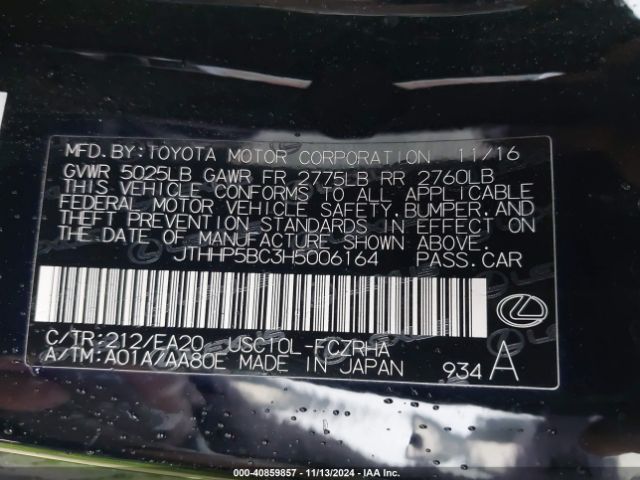 MFD.BY:TOYOTA MOTOR CORPORATION 11/16
GVWR 5025LB GAWR FR 2775LB RR 2760LB
THIS VEHICLE CONFORMS TO ALL APPLICABLE
FEDERAL MOTOR VEHICLE SAFETY,BUMPER,AND
THEFT PREVENTION STANDARDS IN EFFECT ON
THE DATE OF MANUFACTURE SHOWN ABOVE.
JTHHP5BC3H5006164 PASS.CAR
C/TR:212/EA20 USC10L-FCZRHA
A/TM:A01A/AA80E MADE IN JAPAN 934 A
000-40859857 - 11/13/2024 - IAA Inc.